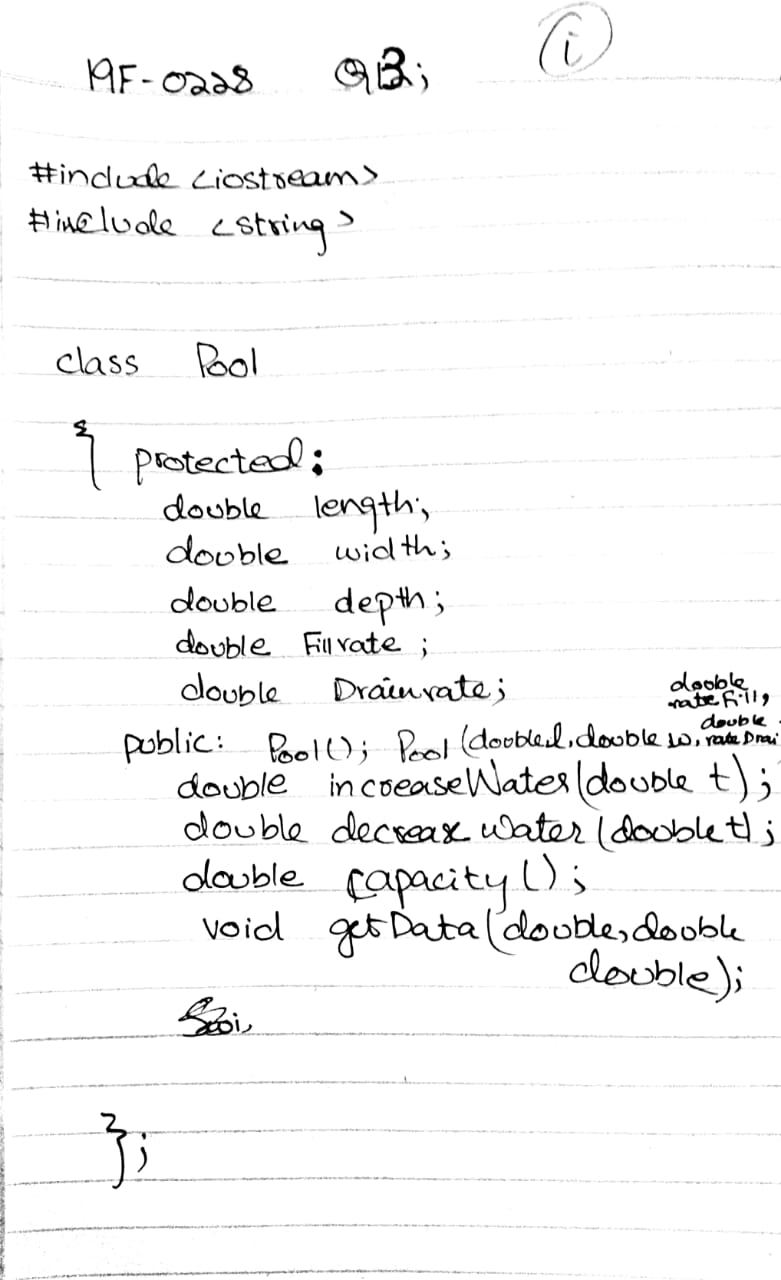 19F-0228 Q3; i
#include <iostream>
#include <string>
class Pool
{ protected:
double length;
double width;
double depth;
double Fillrate;
double Drainrate;
double
rate fill,
double
public: Pool(); Pool(double l, double w, rate Drai
double increaseWater(double t);
double decrease water(double t);
double capacity();
void getData(double, double
double);
};